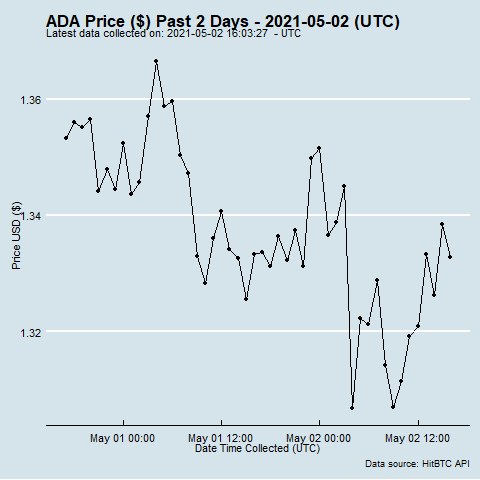 ADA Price ($) Past 2 Days - 2021-05-02 (UTC)
Latest data collected on: 2021-05-02 16:03:27 - UTC
1.36
1.34
1.32
Price USD ($)
May 01 00:00 May 01 12:00 May 02 00:00 May 02 12:00
Date Time Collected (UTC)
Data source: HitBTC API